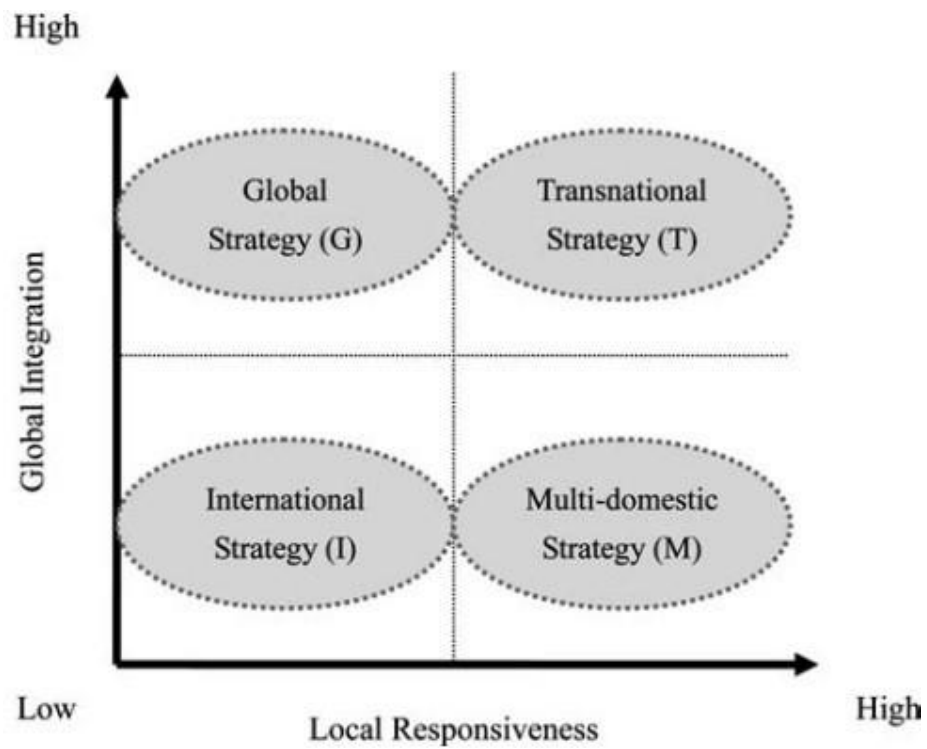 High
Global
Strategy (G)
Transnational
Strategy (T)
Global Integration
International
Strategy (I)
Multi-domestic
Strategy (M)
Low
Local Responsiveness
High